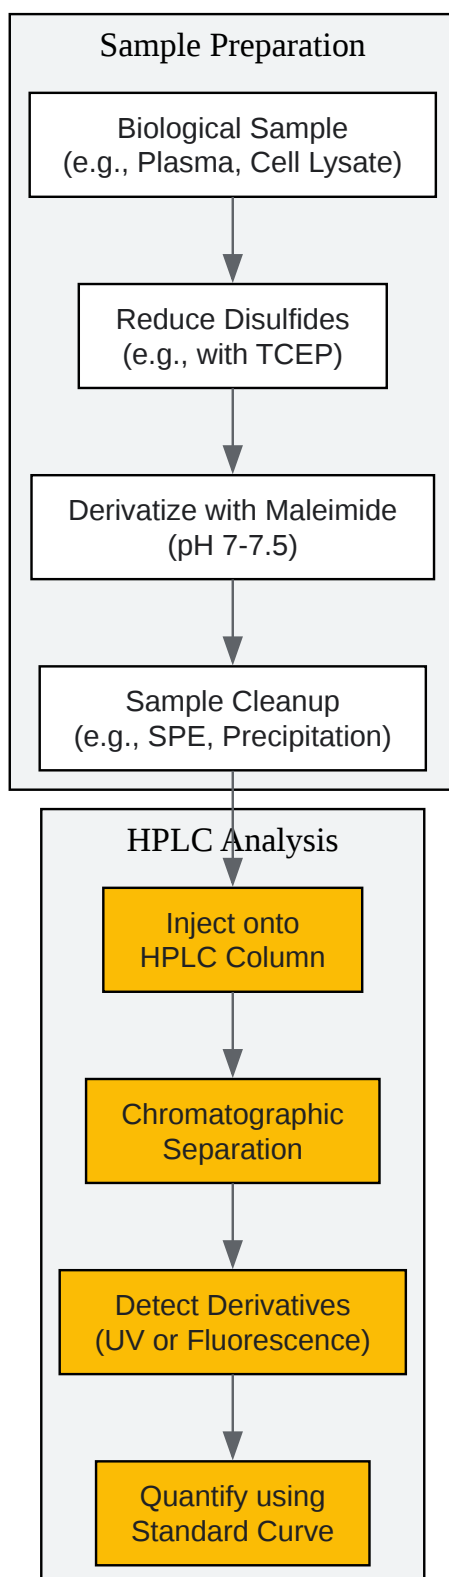 Sample Preparation
Biological Sample
(e.g., Plasma, Cell Lysate)
Reduce Disulfides
(e.g., with TCEP)
Derivatize with Maleimide
(pH 7-7.5)
Sample Cleanup
(e.g., SPE, Precipitation)
HPLC Analysis
Inject onto
HPLC Column
Chromatographic
Separation
Detect Derivatives
(UV or Fluorescence)
Quantify using
Standard Curve